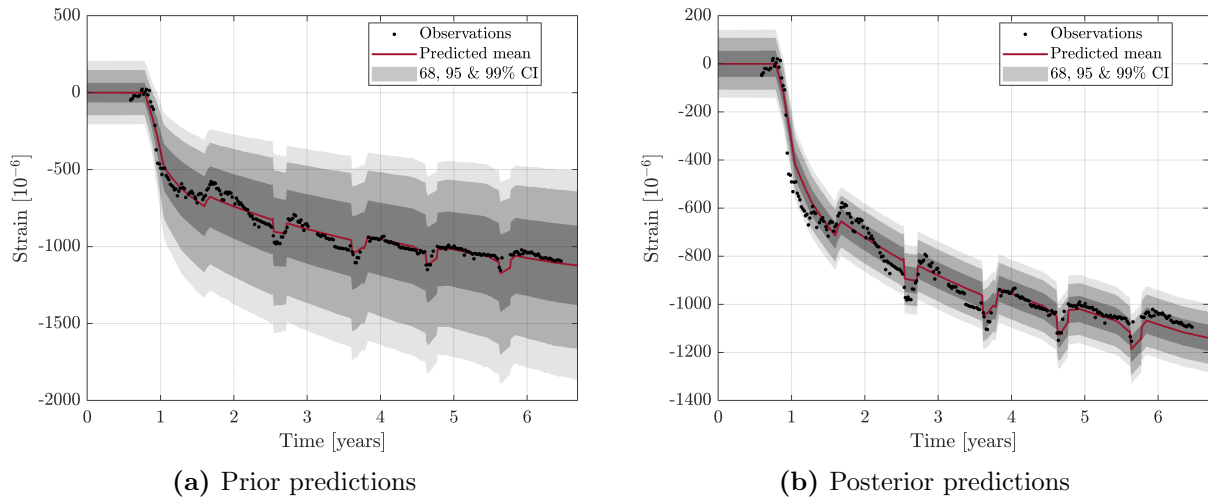 500
0
-500
-1000
-1500
-2000
Strain [10⁻⁶]
Observations
Predicted mean
68, 95 & 99% CI
0 1 2 3 4 5 6
Time [years]
(a) Prior predictions
200
0
-200
-400
-600
-800
-1000
-1200
-1400
Strain [10⁻⁶]
Observations
Predicted mean
68, 95 & 99% CI
0 1 2 3 4 5 6
Time [years]
(b) Posterior predictions